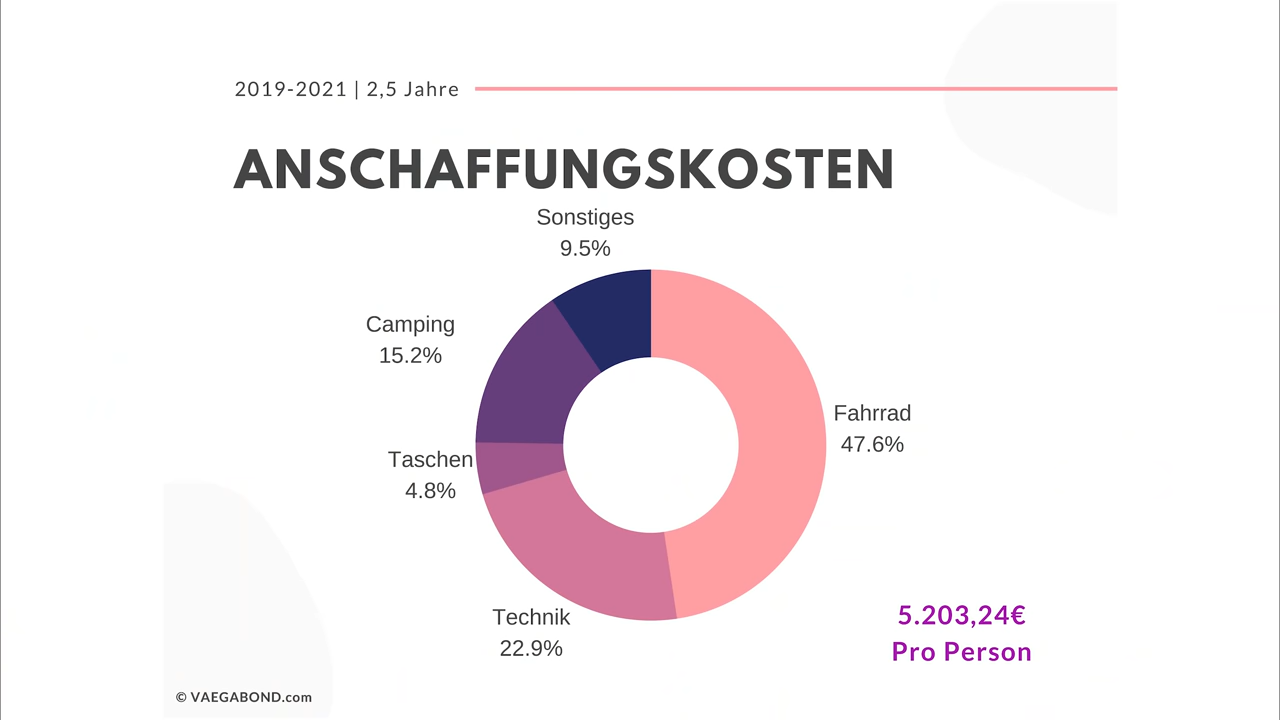 2019-2021 | 2,5 Jahre
ANSCHAFFUNGSKOSTEN
Sonstiges
9.5%
Camping
15.2%
Fahrrad
47.6%
Taschen
4.8%
Technik
22.9%
5.203,24€
Pro Person
© VAEGABOND.com